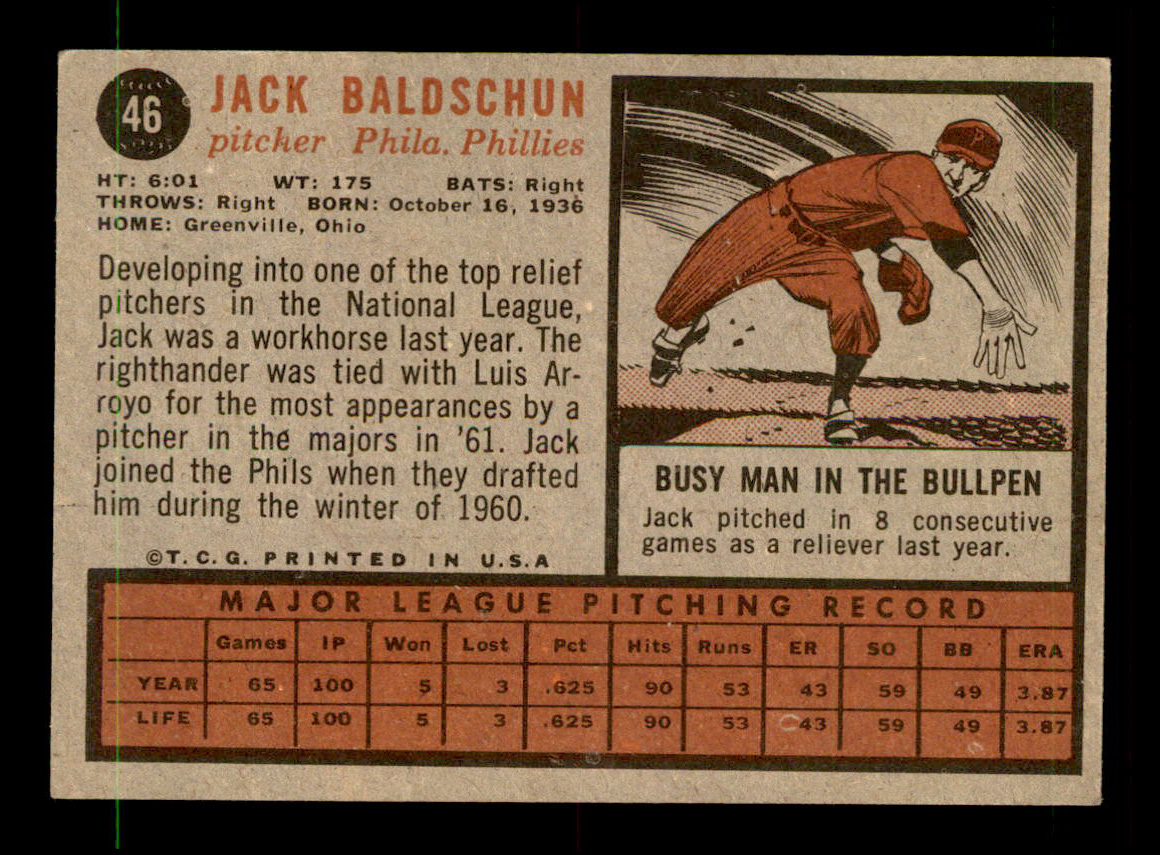 46
JACK BALDSCHUN
pitcher Phila. Phillies
HT: 6:01 WT: 175 BATS: Right
THROWS: Right BORN: October 16, 1936
HOME: Greenville, Ohio
Developing into one of the top relief
pitchers in the National League,
Jack was a workhorse last year. The
righthander was tied with Luis Ar-
royo for the most appearances by a
pitcher in the majors in '61. Jack
joined the Phils when they drafted
him during the winter of 1960.
©T.C.G. PRINTED IN U.S.A
P
BUSY MAN IN THE BULLPEN
Jack pitched in 8 consecutive
games as a reliever last year.
MAJOR LEAGUE PITCHING RECORD
Games IP Won Lost Pct Hits Runs ER SO BB ERA
YEAR 65 100 5 3 .625 90 53 43 59 49 3.87
LIFE 65 100 5 3 .625 90 53 43 59 49 3.87